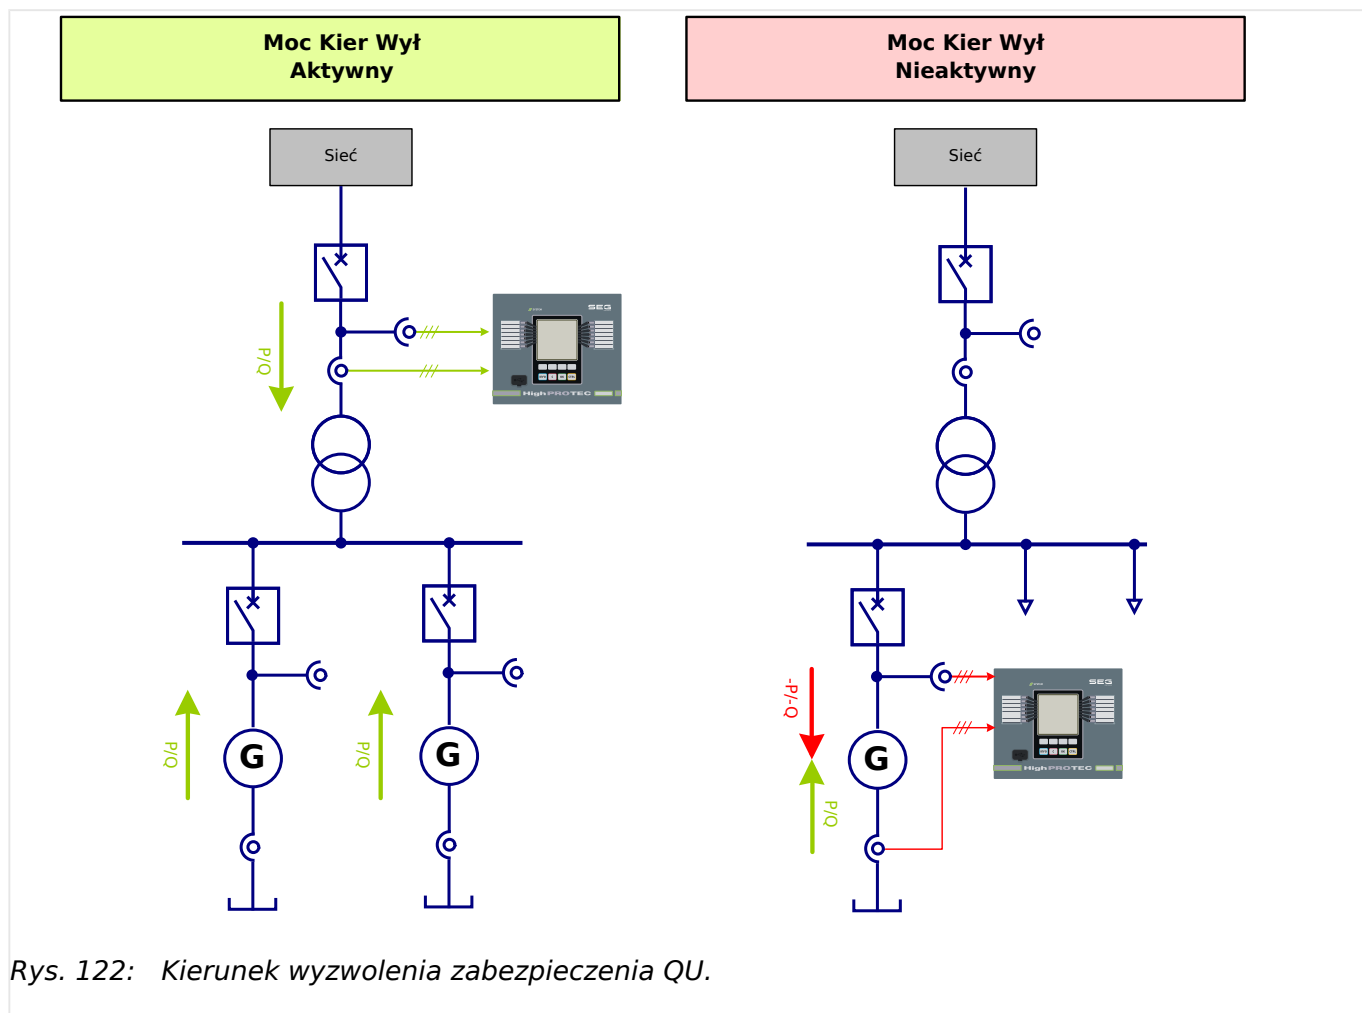 Moc Kier Wył
Aktywny
Moc Kier Wył
Nieaktywny
Sieć
Sieć
P/Q
SEG
HighPROTEC
P/Q
G
P/Q
G
-P/-Q
P/Q
G
SEG
HighPROTEC
Rys. 122: Kierunek wyzwolenia zabezpieczenia QU.